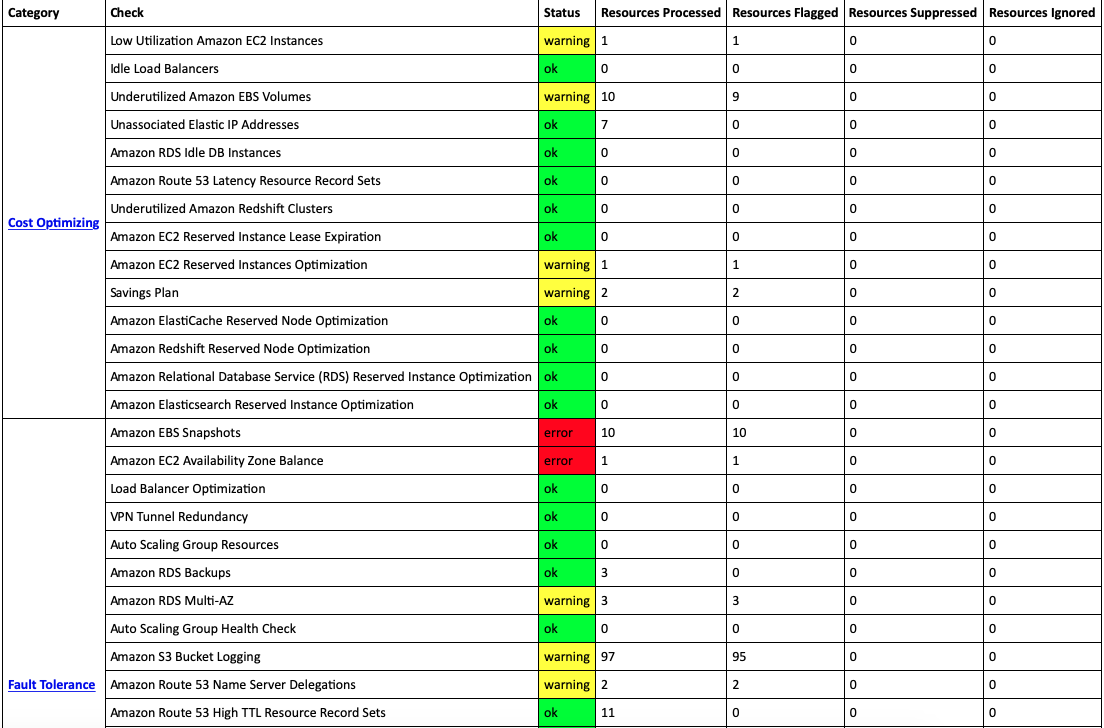 Category Check Status Resources Processed Resources Flagged Resources Suppressed Resources Ignored
Low Utilization Amazon EC2 Instances warning 1 1 0 0
Idle Load Balancers ok 0 0 0 0
Underutilized Amazon EBS Volumes warning 10 9 0 0
Unassociated Elastic IP Addresses ok 7 0 0 0
Amazon RDS Idle DB Instances ok 0 0 0 0
Amazon Route 53 Latency Resource Record Sets ok 0 0 0 0
Underutilized Amazon Redshift Clusters ok 0 0 0 0
Cost Optimizing
Amazon EC2 Reserved Instance Lease Expiration ok 0 0 0 0
Amazon EC2 Reserved Instances Optimization warning 1 1 0 0
Savings Plan warning 2 2 0 0
Amazon ElastiCache Reserved Node Optimization ok 0 0 0 0
Amazon Redshift Reserved Node Optimization ok 0 0 0 0
Amazon Relational Database Service (RDS) Reserved Instance Optimization ok 0 0 0 0
Amazon Elasticsearch Reserved Instance Optimization ok 0 0 0 0
Amazon EBS Snapshots error 10 10 0 0
Amazon EC2 Availability Zone Balance error 1 1 0 0
Load Balancer Optimization ok 0 0 0 0
VPN Tunnel Redundancy ok 0 0 0 0
Auto Scaling Group Resources ok 0 0 0 0
Amazon RDS Backups ok 3 0 0 0
Amazon RDS Multi-AZ warning 3 3 0 0
Auto Scaling Group Health Check ok 0 0 0 0
Amazon S3 Bucket Logging warning 97 95 0 0
Fault Tolerance Amazon Route 53 Name Server Delegations warning 2 2 0 0
Amazon Route 53 High TTL Resource Record Sets ok 11 0 0 0